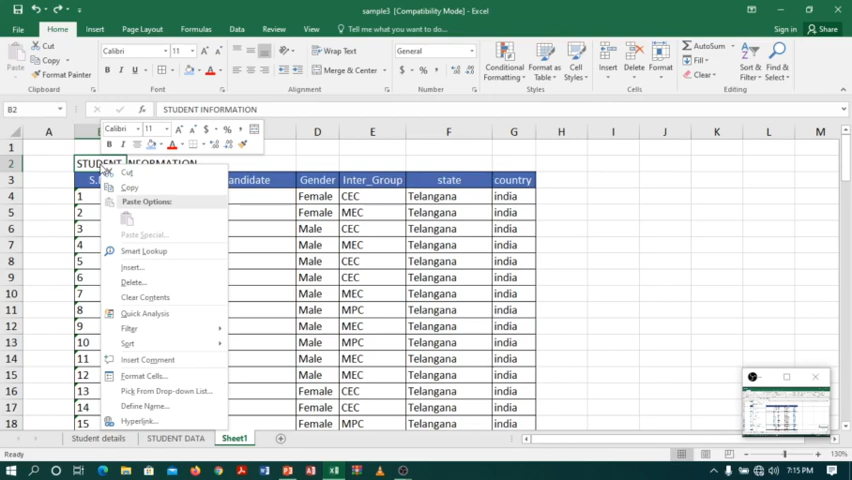 sample3 [Compatibility Mode] - Excel
Sign in
Share
File
Home
Insert
Page Layout
Formulas
Data
Review
View
Tell me what you want to do
Paste
Cut
Copy
Format Painter
Clipboard
Calibri
11
B I U
Font
Wrap Text
Merge & Center
Alignment
General
$ % ,
Number
Conditional Formatting
Format as Table
Cell Styles
Styles
Insert
Delete
Format
Cells
AutoSum
Fill
Clear
Sort & Filter
Find & Select
Editing
B2
fx
STUDENT INFORMATION
Calibri 11
B I
A D E F G H I J K L M
1
2 STUDENT INFORMATION
3 Gender Inter_Group state country
4 1 Female CEC Telangana india
5 2 Female MEC Telangana india
6 3 Male CEC Telangana india
7 4 Male MEC Telangana india
8 5 Male CEC Telangana india
9 6 Male CEC Telangana india
10 7 Male MEC Telangana india
11 8 Male MPC Telangana india
12 9 Male MEC Telangana india
13 10 Male MPC Telangana india
14 11 Male MEC Telangana india
15 12 Male MEC Telangana india
16 13 Female CEC Telangana india
17 14 Female CEC Telangana india
18 15 Female MPC Telangana india
Cut
Copy
Paste Options:
Paste Special...
Smart Lookup
Insert...
Delete...
Clear Contents
Quick Analysis
Filter
Sort
Insert Comment
Format Cells...
Pick From Drop-down List...
Define Name...
Hyperlink...
Student details
STUDENT DATA
Sheet1
Ready
130%
7:15 PM